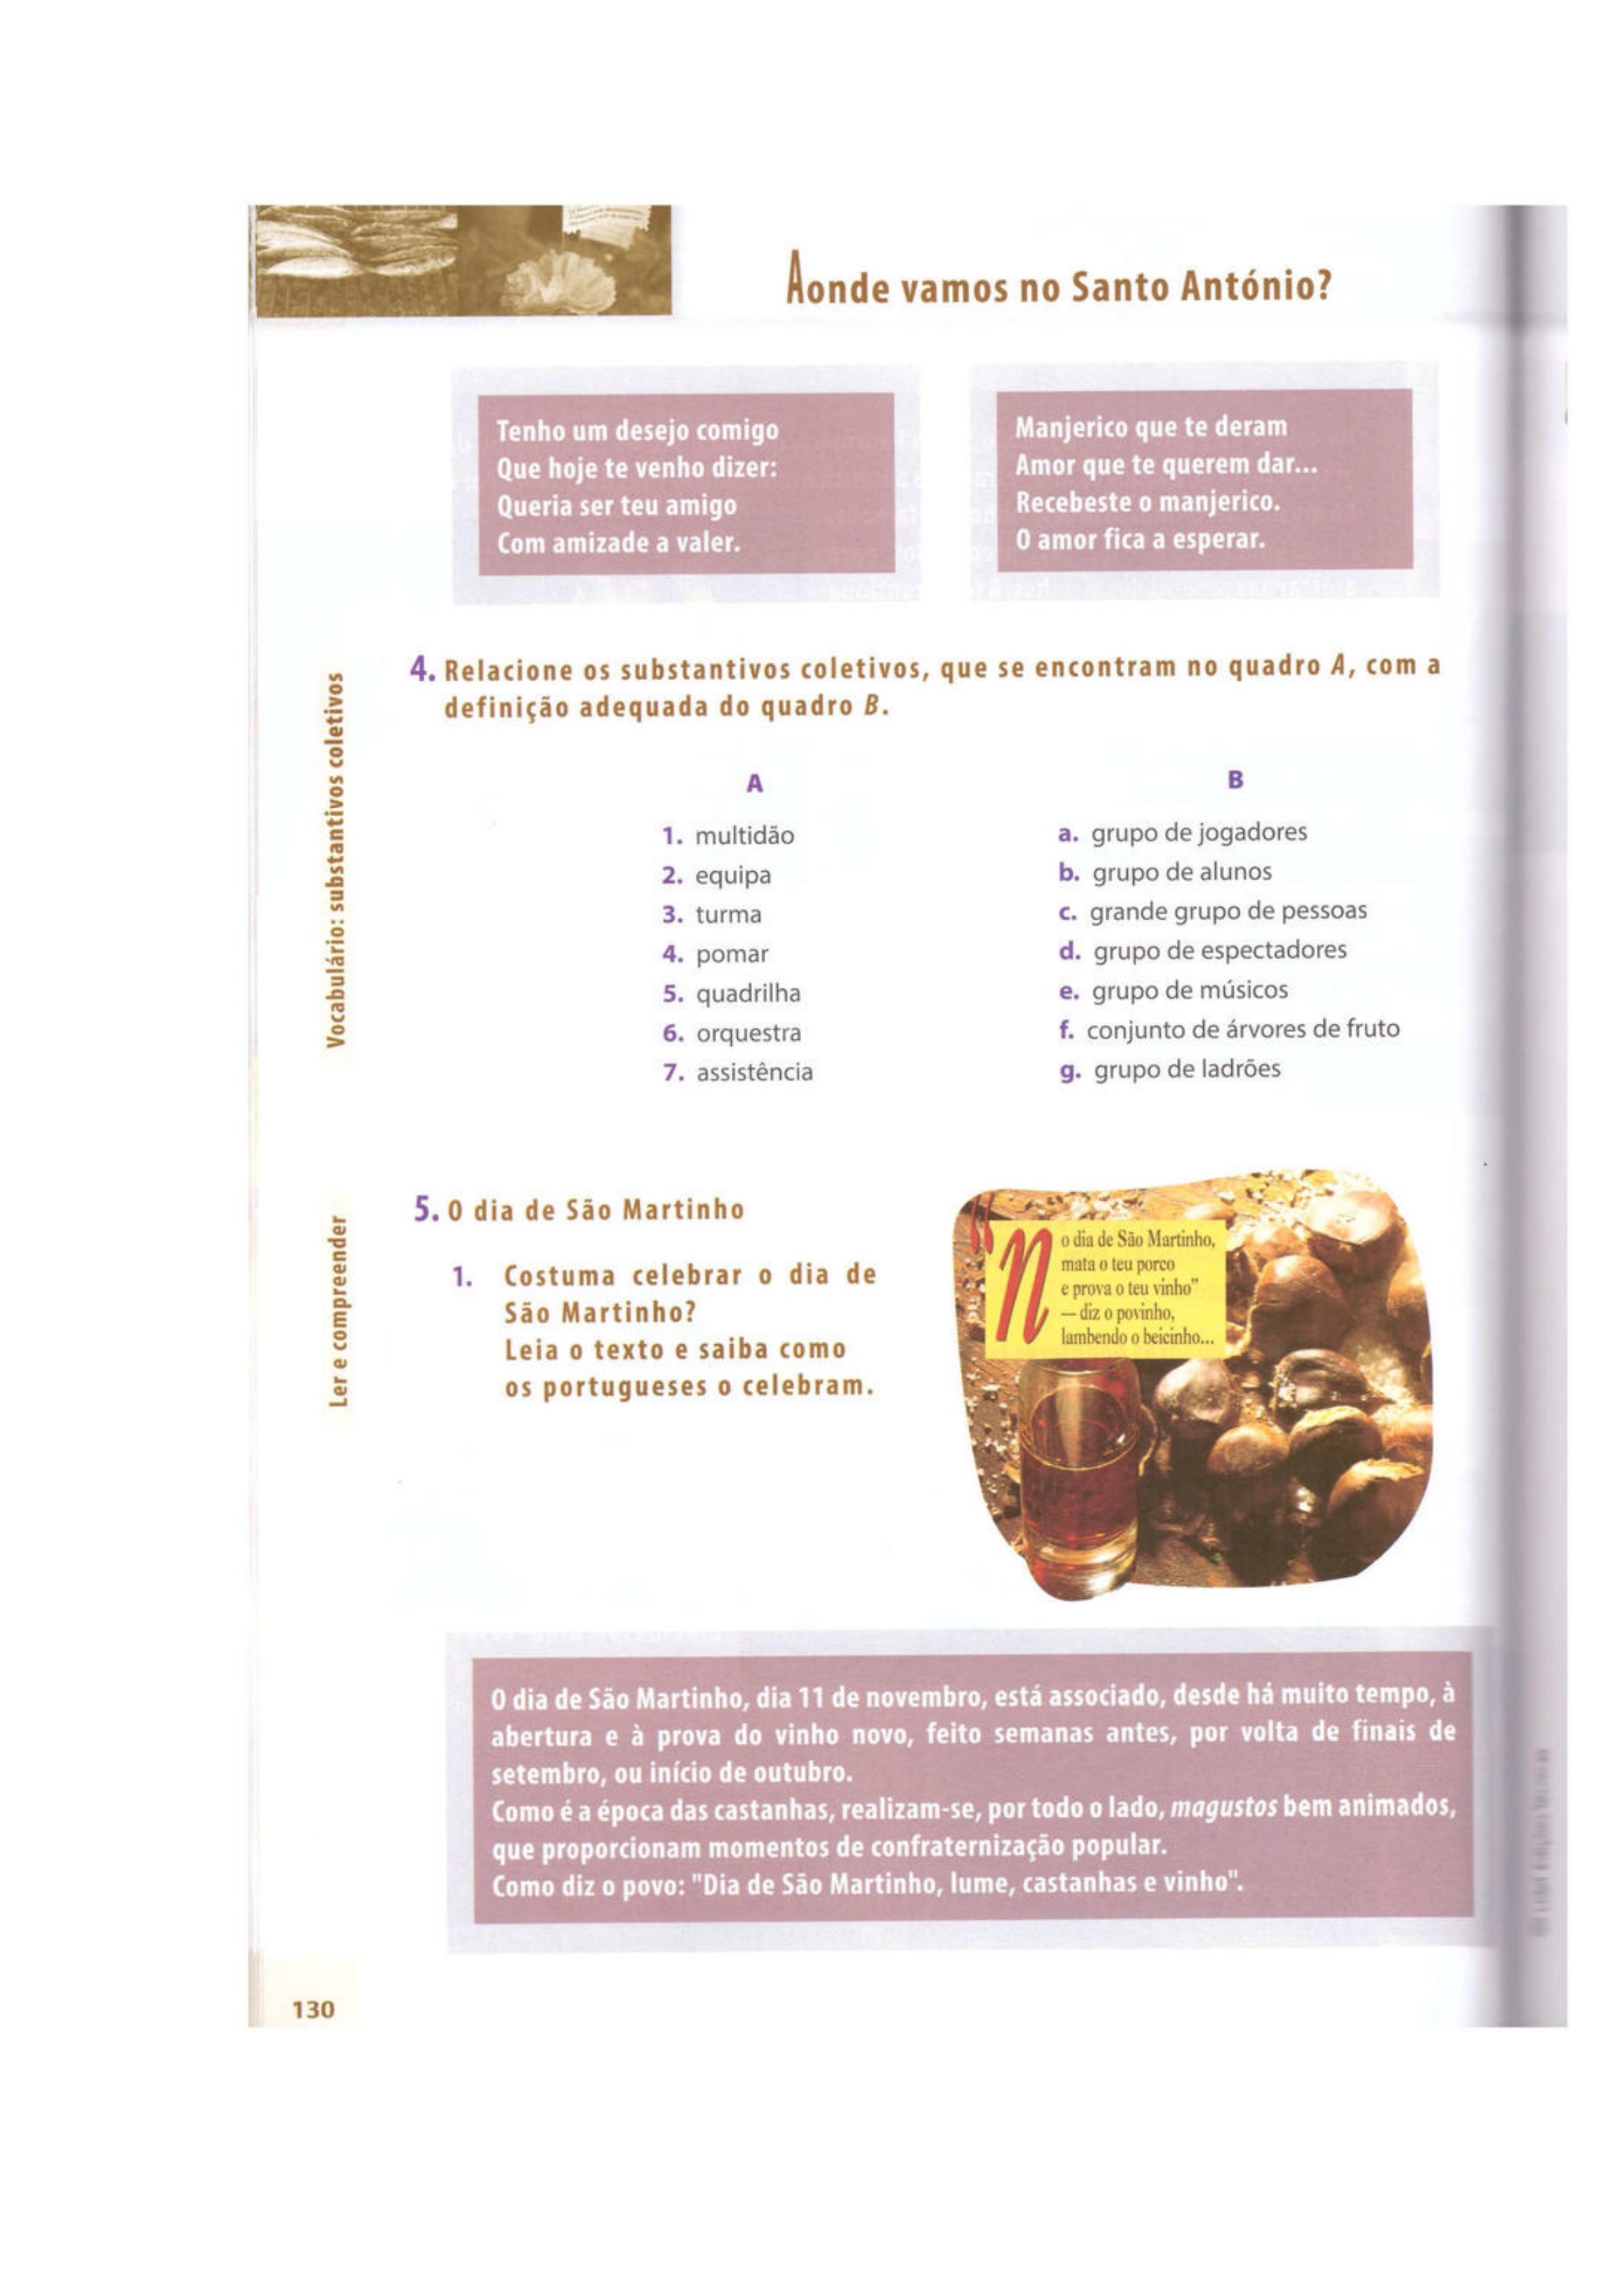 Aonde vamos no Santo António?
Tenho um desejo comigo
Que hoje te venho dizer:
Queria ser teu amigo
Com amizade a valer.
Manjerico que te deram
Amor que te querem dar...
Recebeste o manjerico.
O amor fica a esperar.
Vocabulário: substantivos coletivos
4. Relacione os substantivos coletivos, que se encontram no quadro A, com a
definição adequada do quadro B.
A
1. multidão
2. equipa
3. turma
4. pomar
5. quadrilha
6. orquestra
7. assistência
B
a. grupo de jogadores
b. grupo de alunos
c. grande grupo de pessoas
d. grupo de espectadores
e. grupo de músicos
f. conjunto de árvores de fruto
g. grupo de ladrões
Ler e compreender
5. O dia de São Martinho
1. Costuma celebrar o dia de
São Martinho?
Leia o texto e saiba como
os portugueses o celebram.
"No dia de São Martinho,
mata o teu porco
e prova o teu vinho"
— diz o povinho,
lambendo o beicinho...
O dia de São Martinho, dia 11 de novembro, está associado, desde há muito tempo, à
abertura e à prova do vinho novo, feito semanas antes, por volta de finais de
setembro, ou início de outubro.
Como é a época das castanhas, realizam-se, por todo o lado, magustos bem animados,
que proporcionam momentos de confraternização popular.
Como diz o povo: "Dia de São Martinho, lume, castanhas e vinho".
130